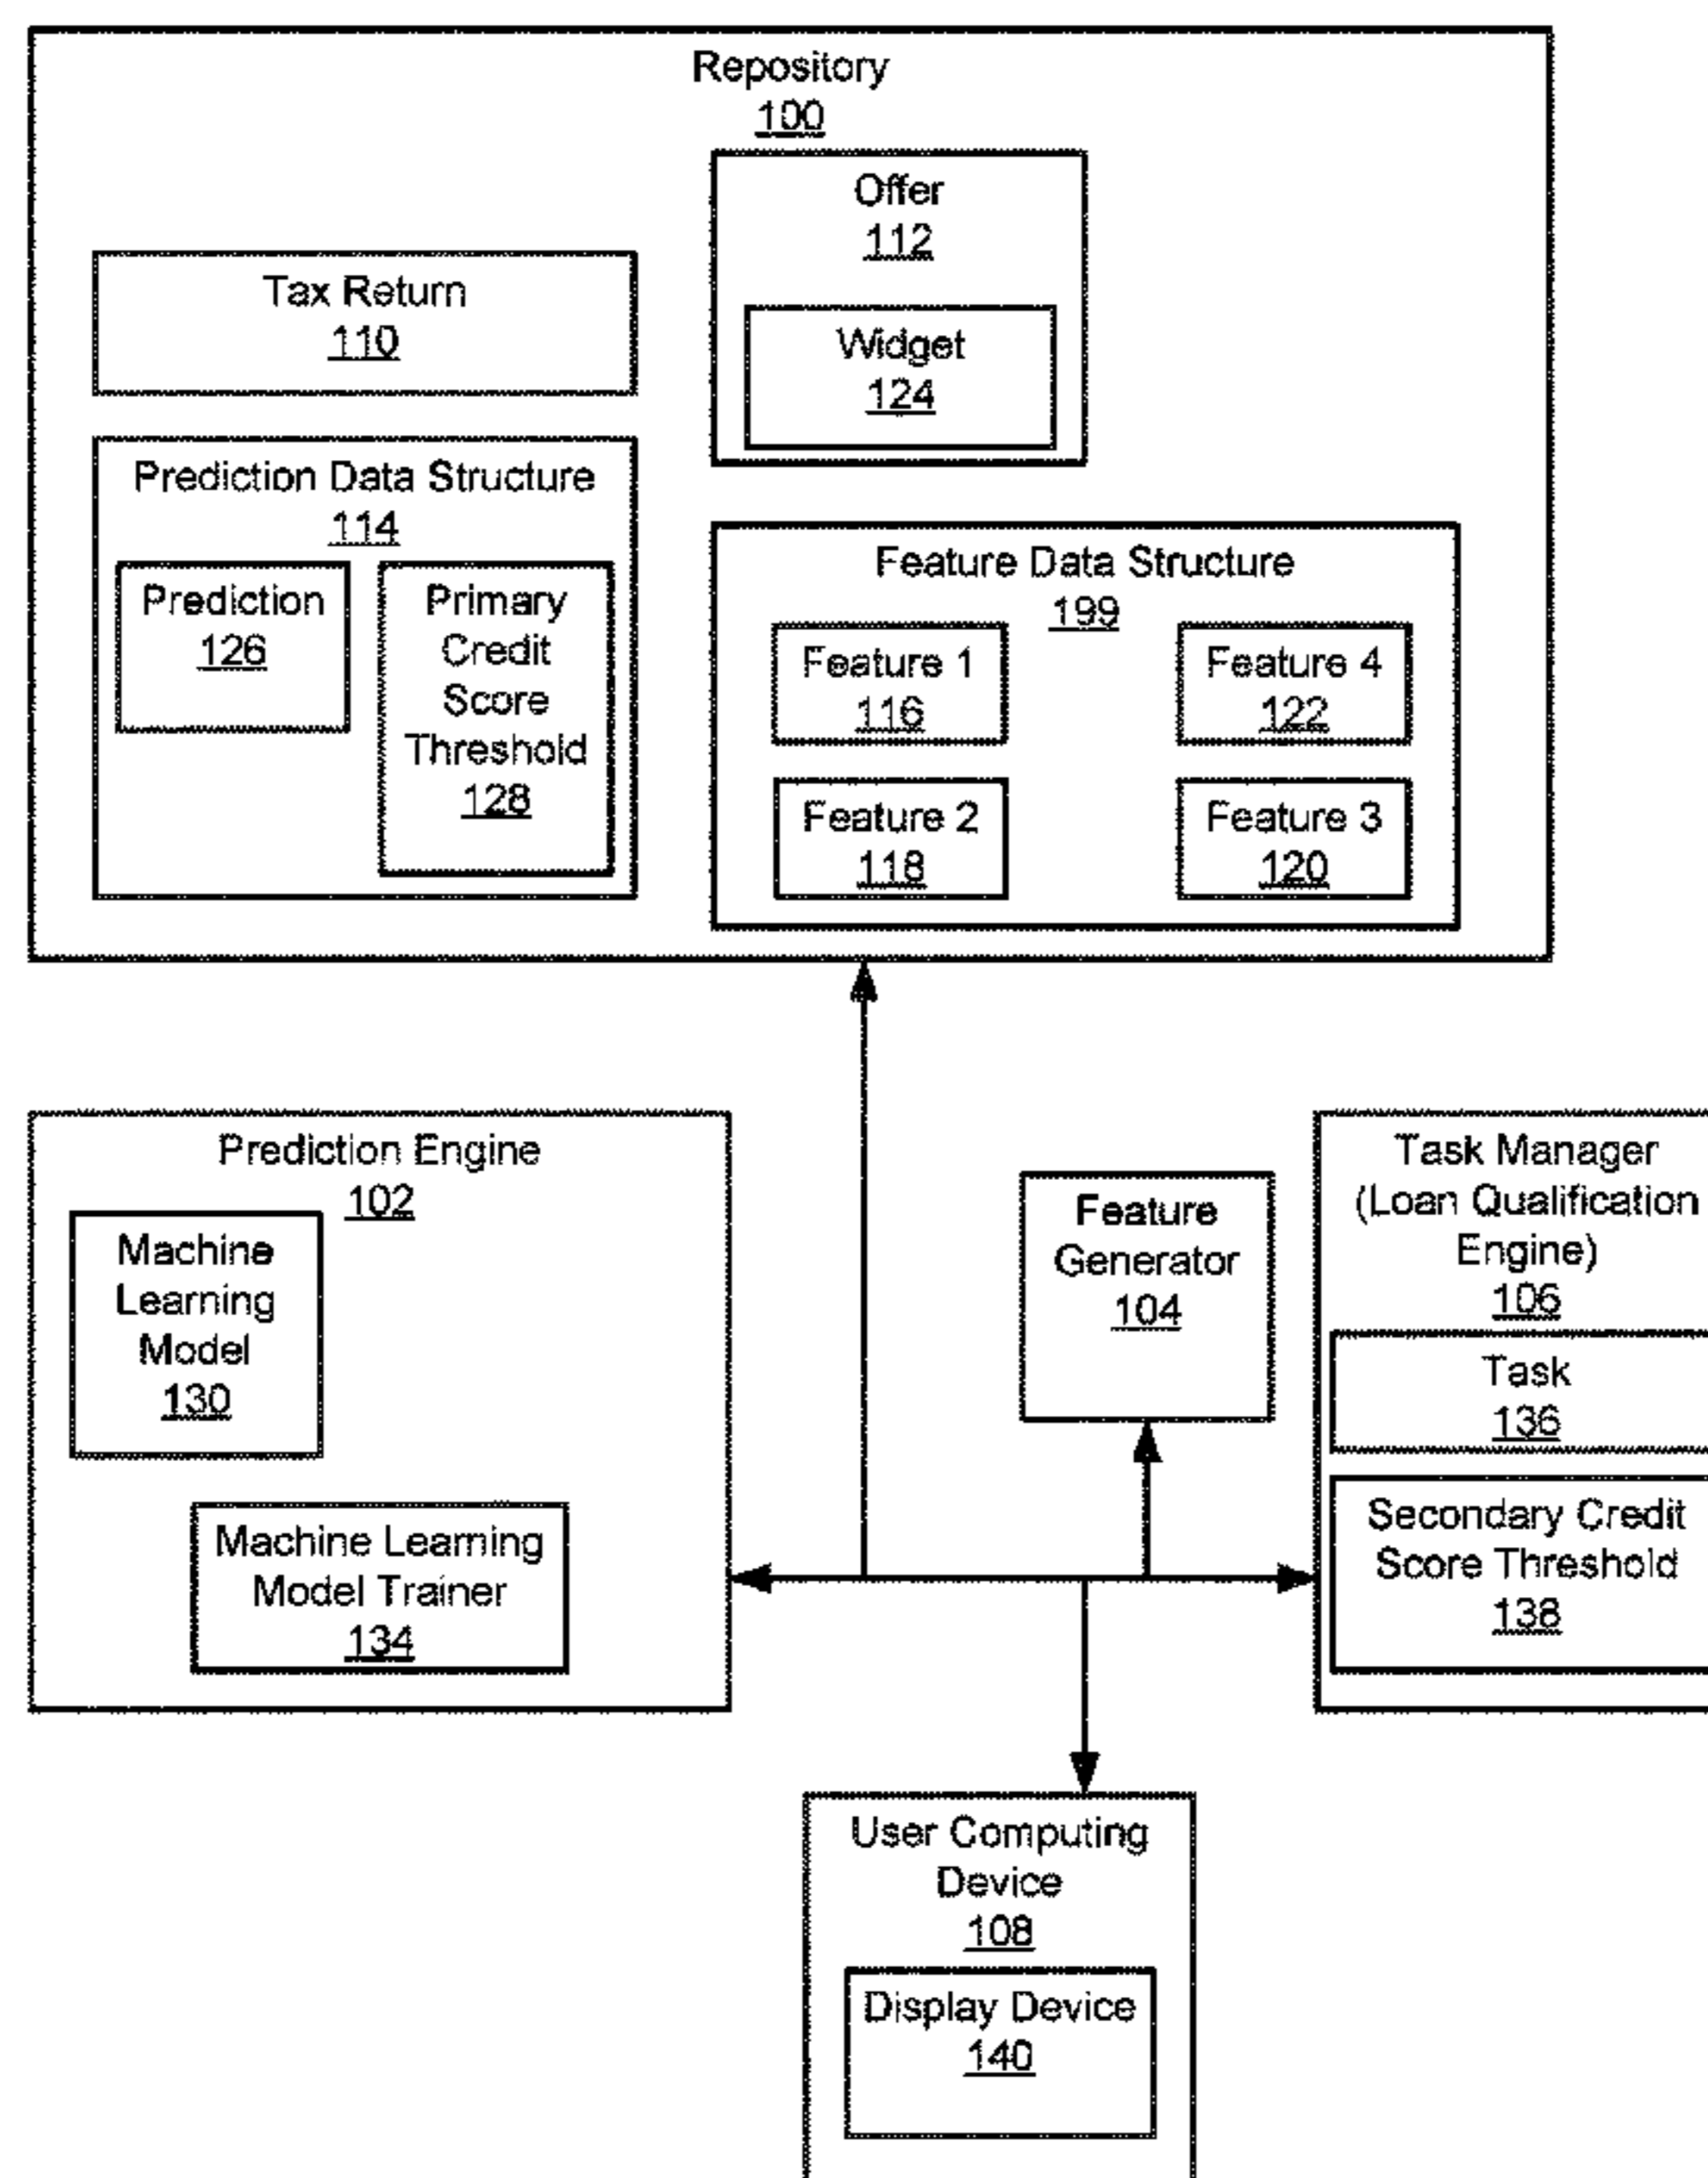 Repository
100
Offer
112
Widget
124
Tax Return
110
Prediction Data Structure
114
Prediction
126
Primary
Credit
Score
Threshold
128
Feature Data Structure
199
Feature 1
116
Feature 4
122
Feature 2
118
Feature 3
120
Prediction Engine
102
Machine
Learning
Model
130
Machine Learning
Model Trainer
134
Feature
Generator
104
Task Manager
(Loan Qualification
Engine)
106
Task
136
Secondary Credit
Score Threshold
138
User Computing
Device
108
Display Device
140